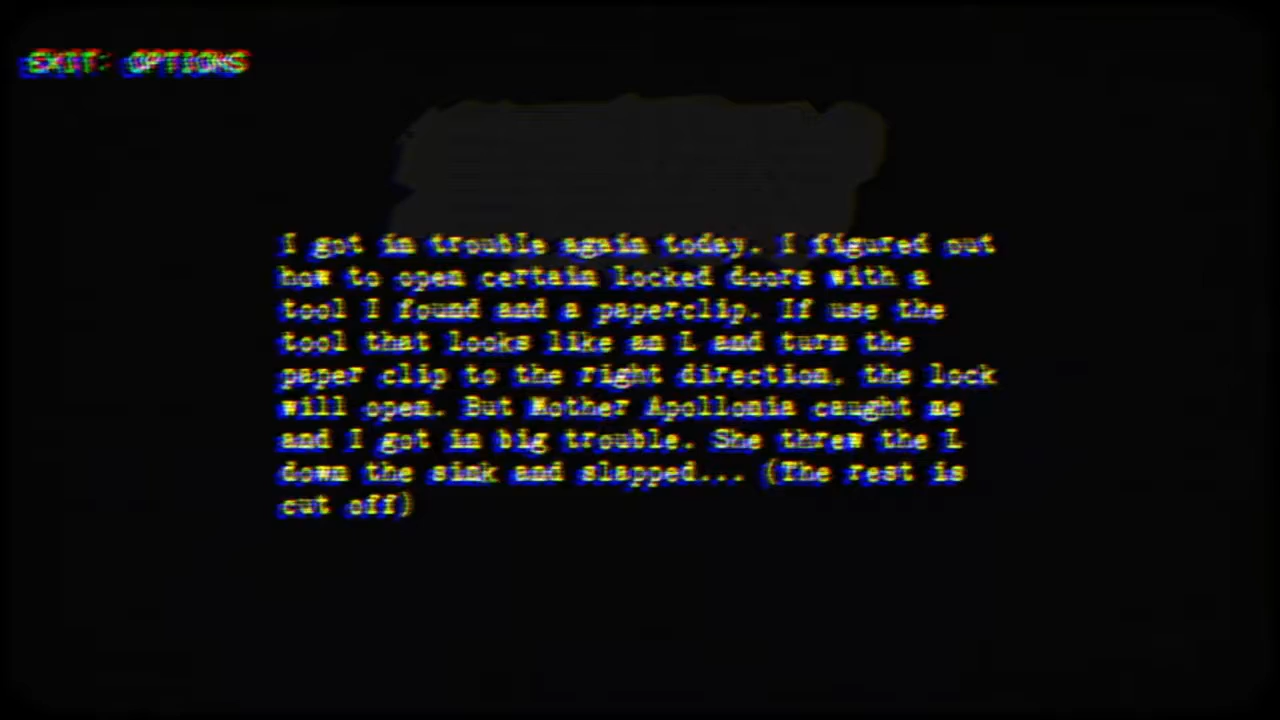 EXIT: OPTIONS
I got in trouble again today. I figured out
how to open certain locked doors with a
tool I found and a paperclip. If use the
tool that looks like an L and turn the
paper clip to the right direction, the lock
will open. But Mother Apollonia caught me
and I got in big trouble. She threw the L
down the sink and slapped... (The rest is
cut off)